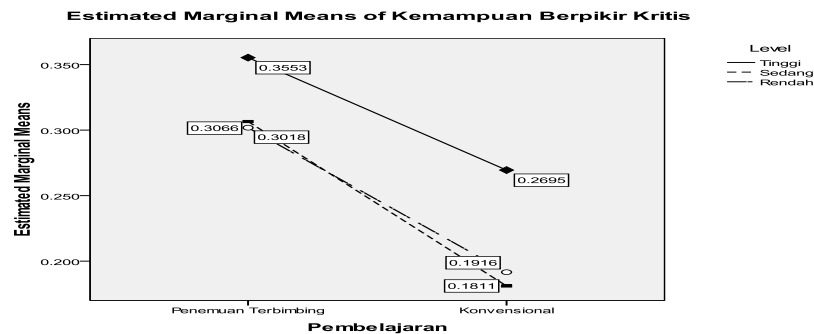 Estimated Marginal Means of Kemampuan Berpikir Kritis
Level
Tinggi
Sedang
Rendah
Estimated Marginal Means
0.350
0.300
0.250
0.200
0.3553
0.3066
0.3018
0.2695
0.1916
0.1811
Penemuan Terbimbing
Konvensional
Pembelajaran